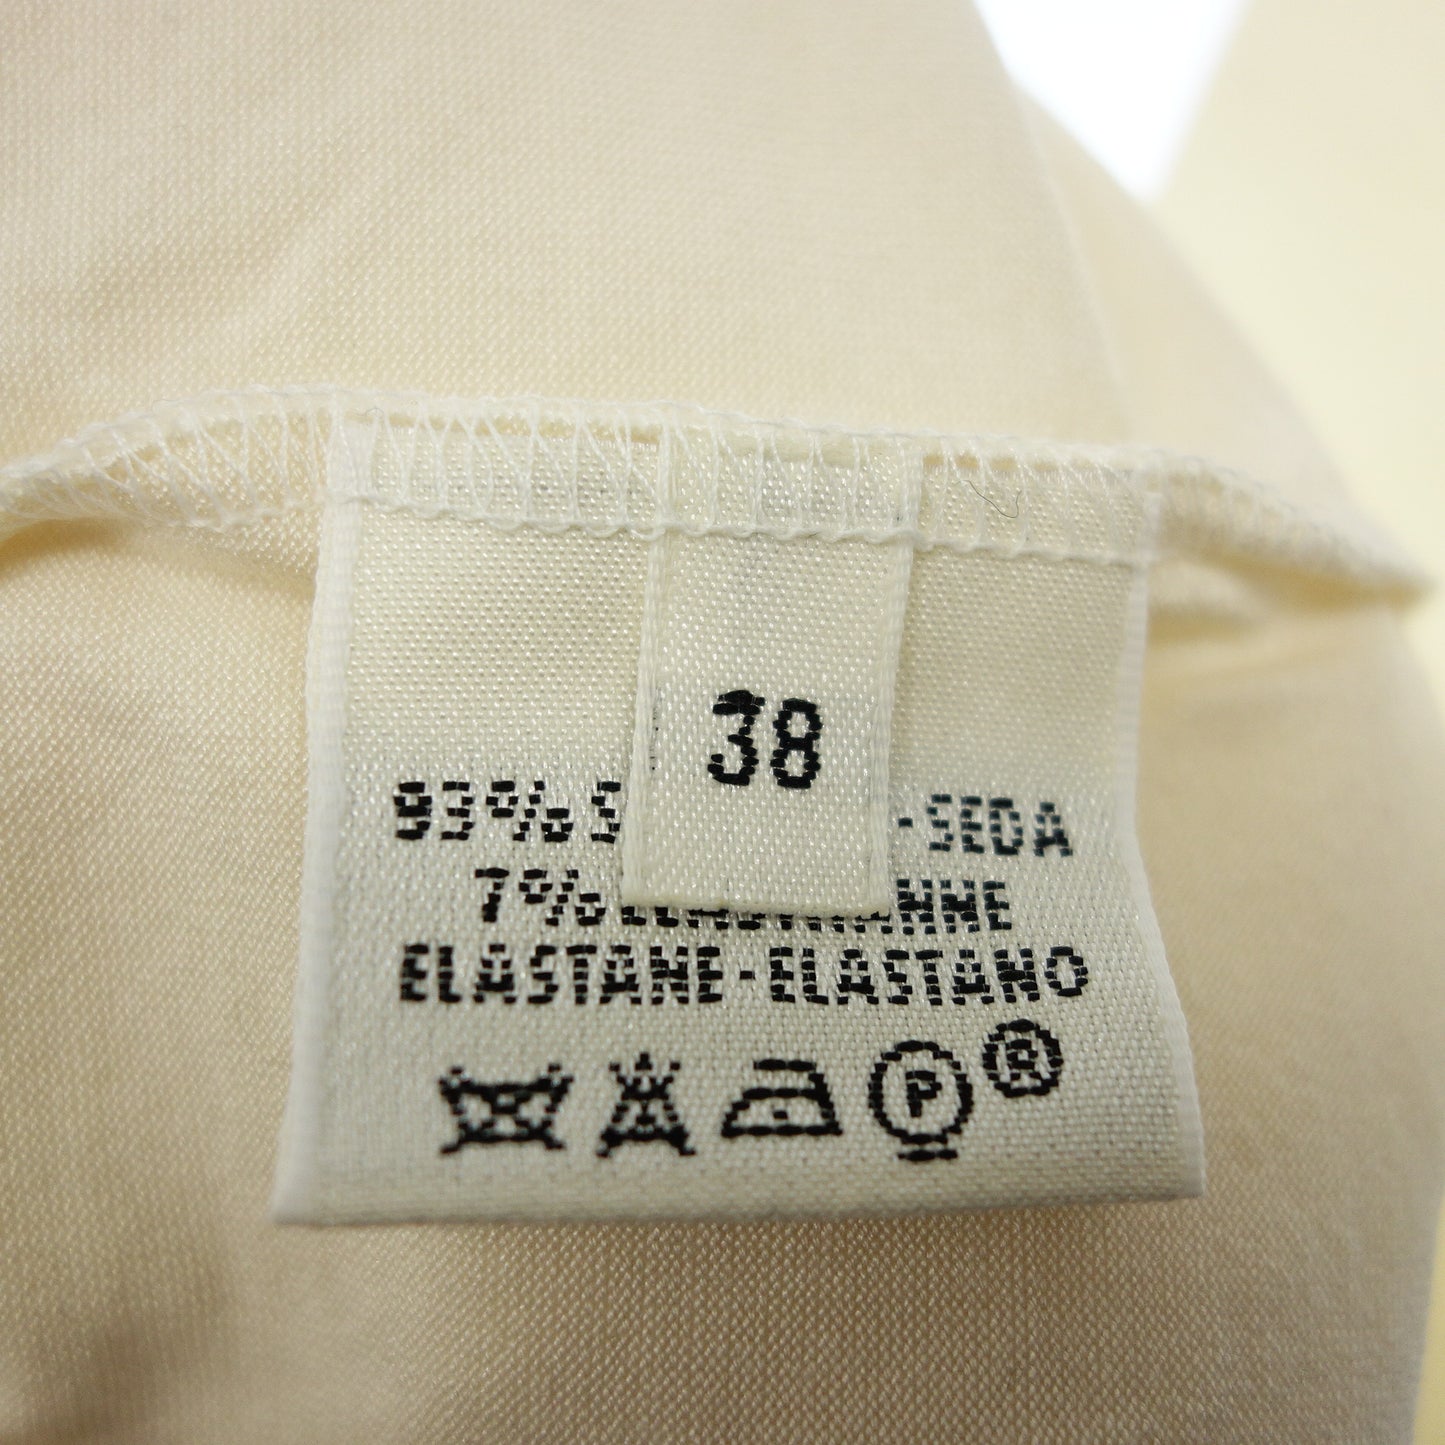 38
93% S
-SEDA
7%
ELASTANE-ELASTANO
P
®